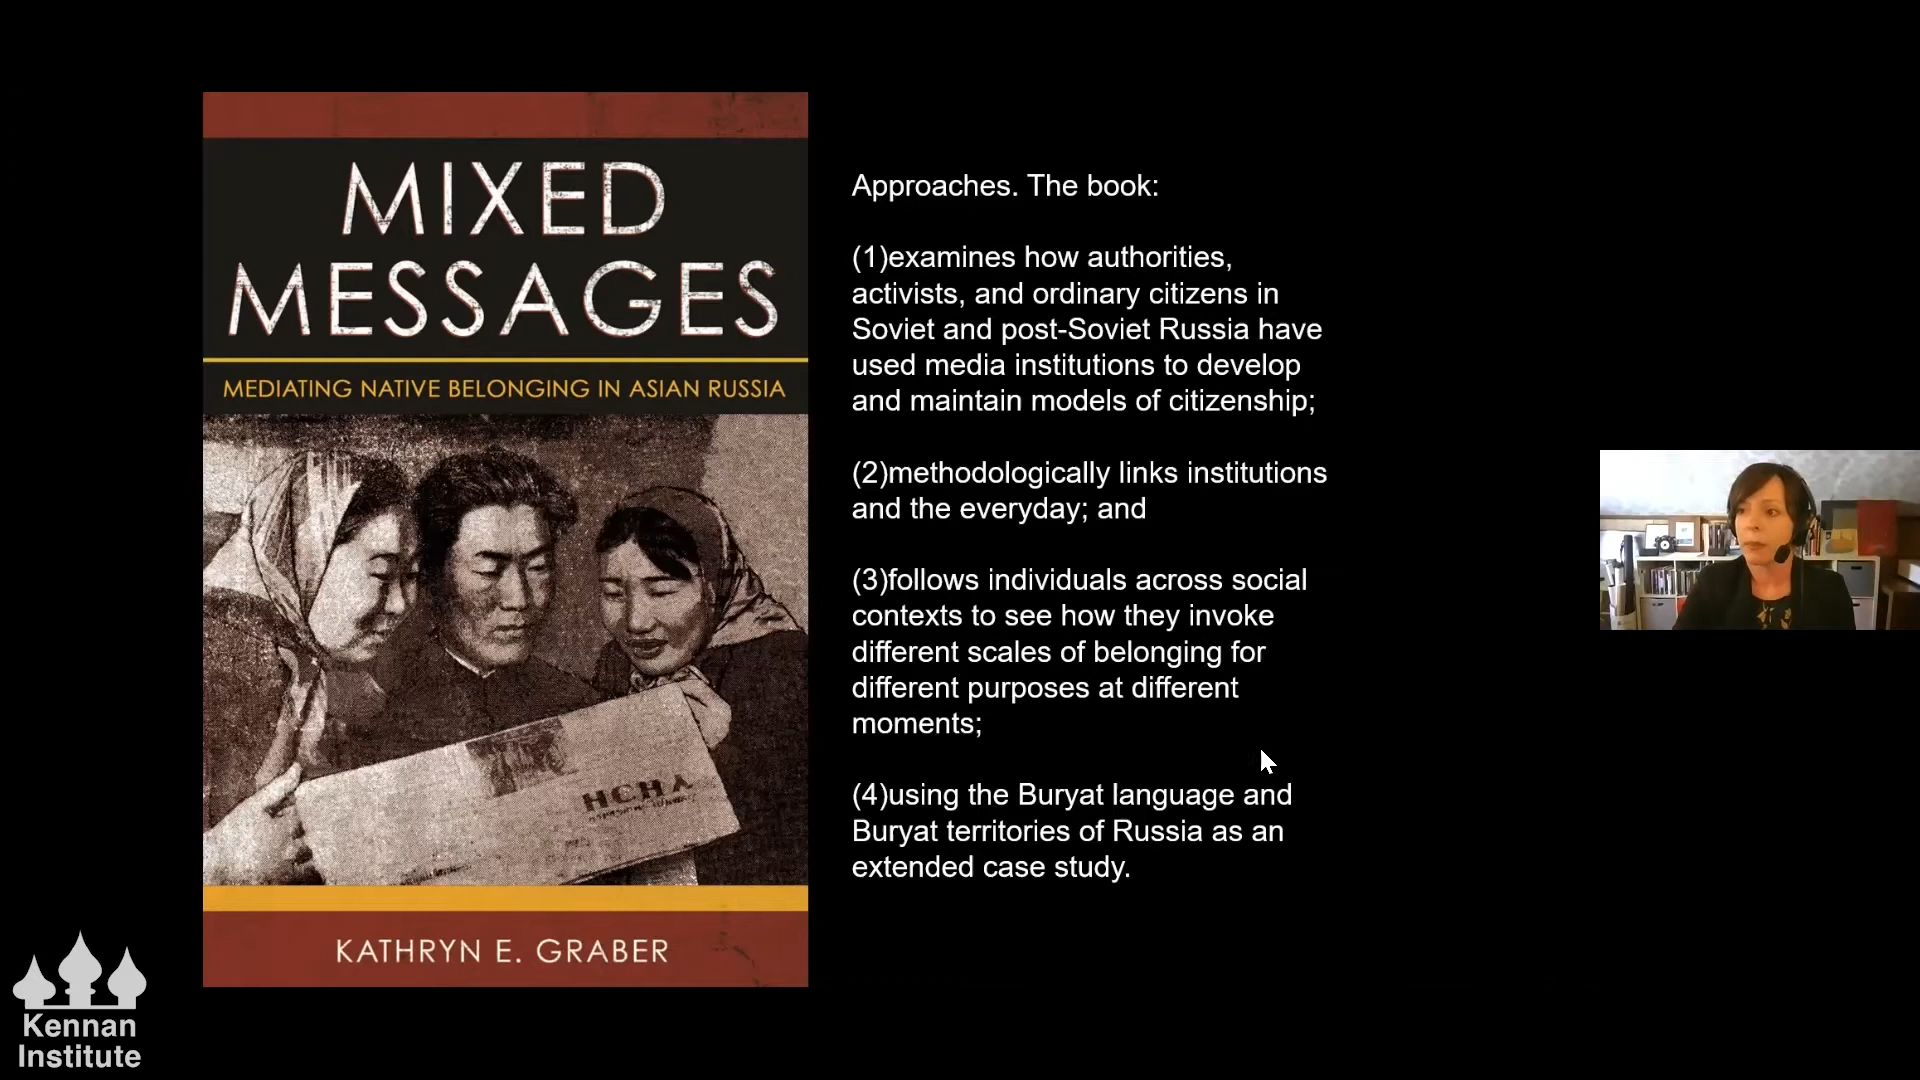 MIXED
MESSAGES
MEDIATING NATIVE BELONGING IN ASIAN RUSSIA
KATHRYN E. GRABER
Approaches. The book:
(1)examines how authorities,
activists, and ordinary citizens in
Soviet and post-Soviet Russia have
used media institutions to develop
and maintain models of citizenship;
(2)methodologically links institutions
and the everyday; and
(3)follows individuals across social
contexts to see how they invoke
different scales of belonging for
different purposes at different
moments;
(4)using the Buryat language and
Buryat territories of Russia as an
extended case study.
Kennan
Institute